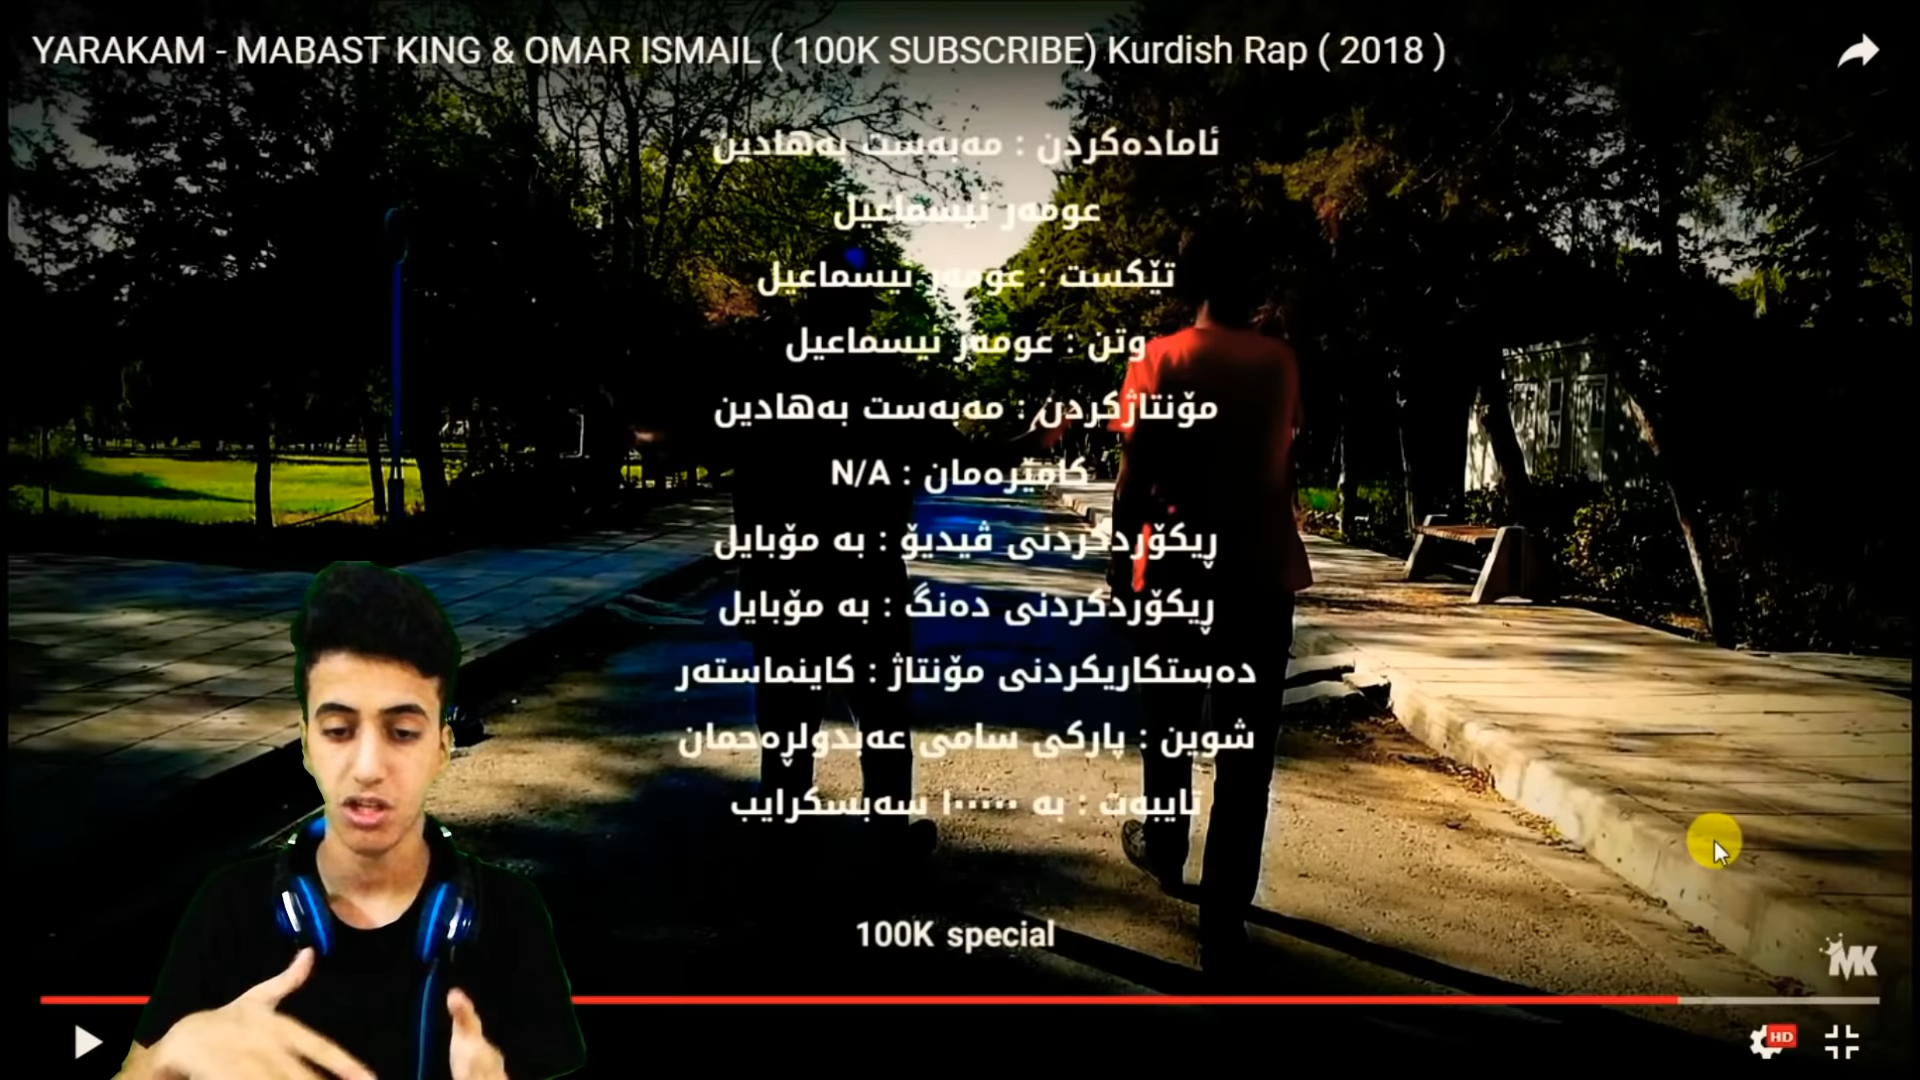 YARAKAM - MABAST KING & OMAR ISMAIL ( 100K SUBSCRIBE) Kurdish Rap ( 2018 )
ئامادەکردن : مەبەست بەهادین
عومەر ئیسماعیل
تێکست : عومەر ئیسماعیل
وتن : عومەر ئیسماعیل
مۆنتاژکردن : مەبەست بەهادین
کامێرەمان : N/A
ڕیکۆردکردنی ڤیدیۆ : بە مۆبایل
ڕیکۆردکردنی دەنگ : بە مۆبایل
دەستکاریکردنی مۆنتاژ : کاینماستەر
شوین : پارکی سامی عەبدولڕەحمان
تایبەت : بە ١٠٠٠٠٠ سەبسکرایب
100K special
MK
HD